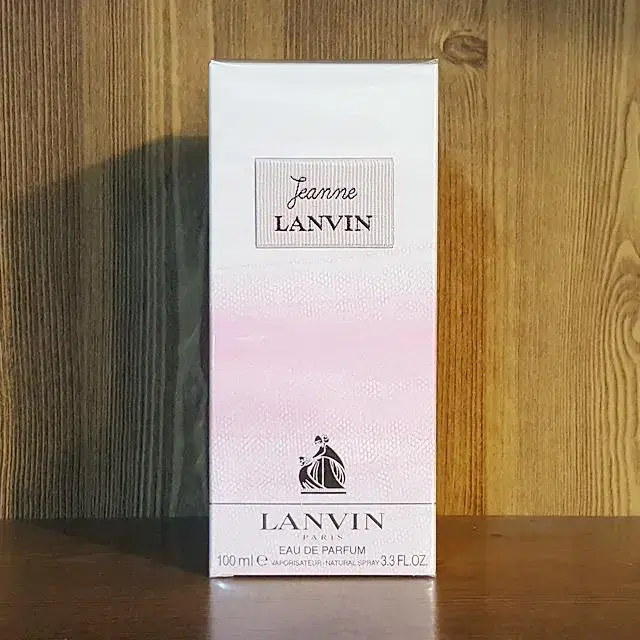 Jeanne
LANVIN
LANVIN
PARIS
EAU DE PARFUM
100 ml ℮ VAPORISATEUR-NATURAL SPRAY 3.3 FL.OZ.